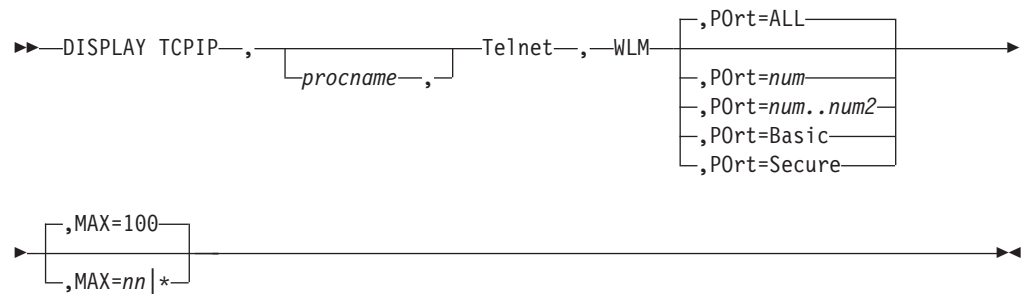 ,POrt=ALL
DISPLAY TCPIP , Telnet , WLM
procname , ,POrt=num
,POrt=num..num2
,POrt=Basic
,POrt=Secure
,MAX=100
,MAX=nn|*